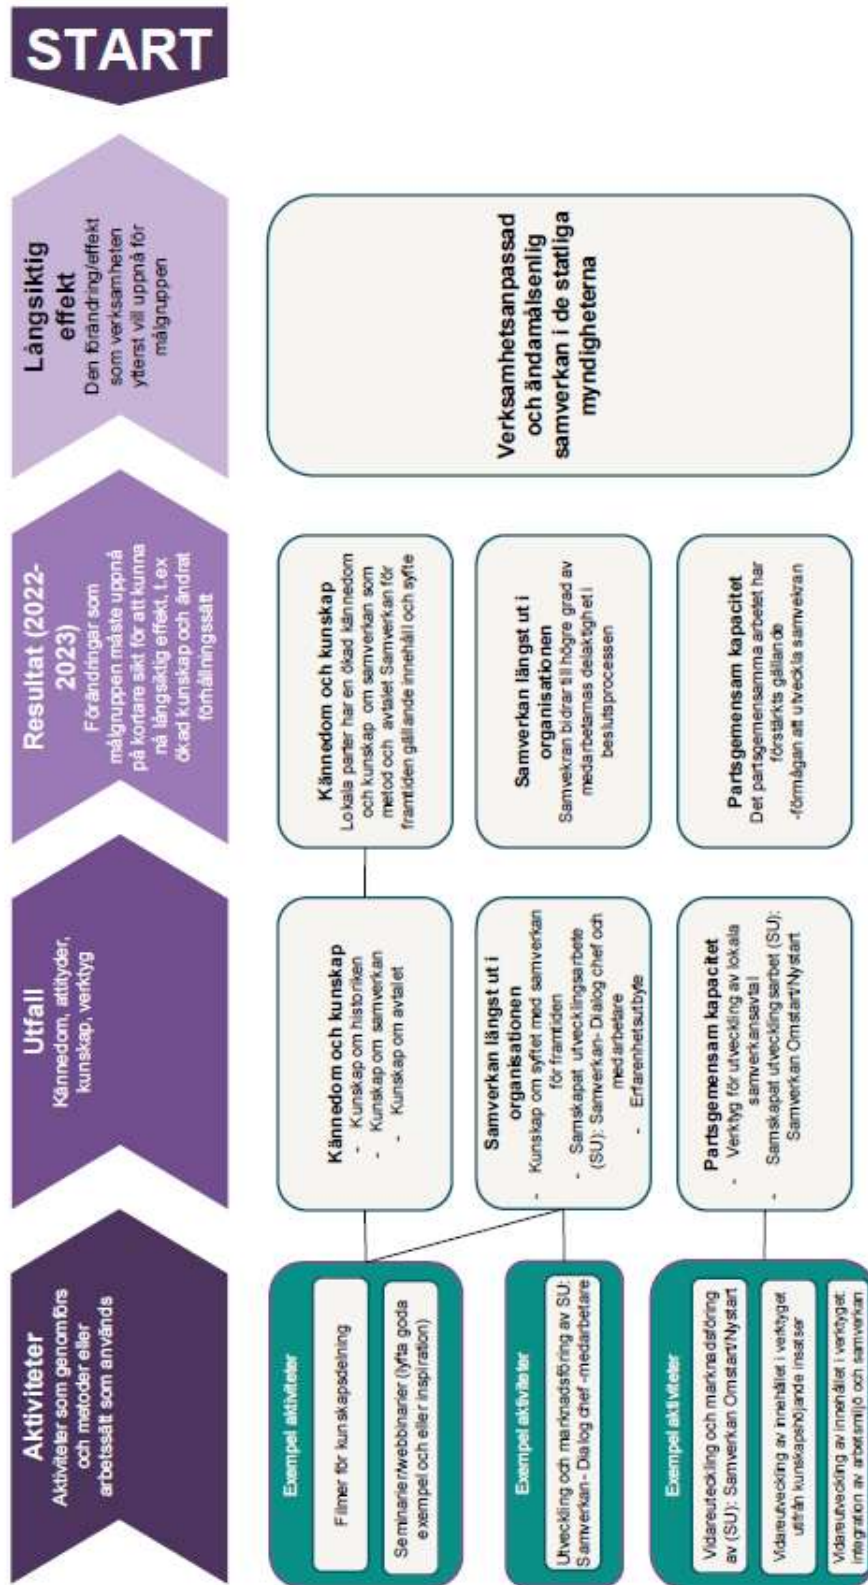 Aktiviteter
Aktiviteter som genomförs
och metoder eller
arbetssätt som används
Utfall
Kännedom, attityder,
kunskap, verktyg
Resultat (2022-
2023)
Förändringar som
målgruppen måste uppnå
på kortare sikt för att kunna
nå långsiktig effekt, t.ex
ökad kunskap och ändrat
förhållningssätt
Långsiktig
effekt
Den förändring/effekt
som verksamheten
ytterst vill uppnå för
målgruppen
START
Exempel aktiviteter
Filmer för kunskapsdelning
Seminarier/webbinarier (lyfta goda
exempel och eller inspiration)
Kännedom och kunskap
- Kunskap om historiken
- Kunskap om samverkan
- Kunskap om avtalet
Kännedom och kunskap
Lokala parter har en ökad kännedom
och kunskap om samverkan som
metod och avtalet Samverkan för
framtiden gällande innehåll och syfte
Verksamhetsanpassad
och ändamålsenlig
samverkan i de statliga
myndigheterna
Exempel aktiviteter
Utveckling och marknadsföring av SU:
Samverkan- Dialog chef -medarbetare
Samverkan längst ut i
organisationen
- Kunskap om syftet med samverkan
för framtiden
- Samskapat utvecklingsarbete
(SU): Samverkan- Dialog chef och
medarbetare
- Erfarenhetsutbyte
Samverkan längst ut i
organisationen
Samvekran bidrar till högre grad av
medarbetarnas delaktighet i
beslutsprocessen
Exempel aktiviteter
Vidareuteckling och marknadsföring
av (SU): Samverkan Omstart/Nystart
Vidareutveckling av innehålet i verktyget
utifrån kunskapshöjande insatser
Vidareutveckling av innehålet i verktyget:
integration av arbetsmiljö och samverkan
Partsgemensam kapacitet
- Verktyg för utveckling av lokala
samverkansavtal
- Samskapat utvecklingsarbet (SU):
Samverkan Omstart/Nystart
Partsgemensam kapacitet
Det partsgemensamma arbetet har
förstärkts gällande
-förmågan att utveckla samvekran